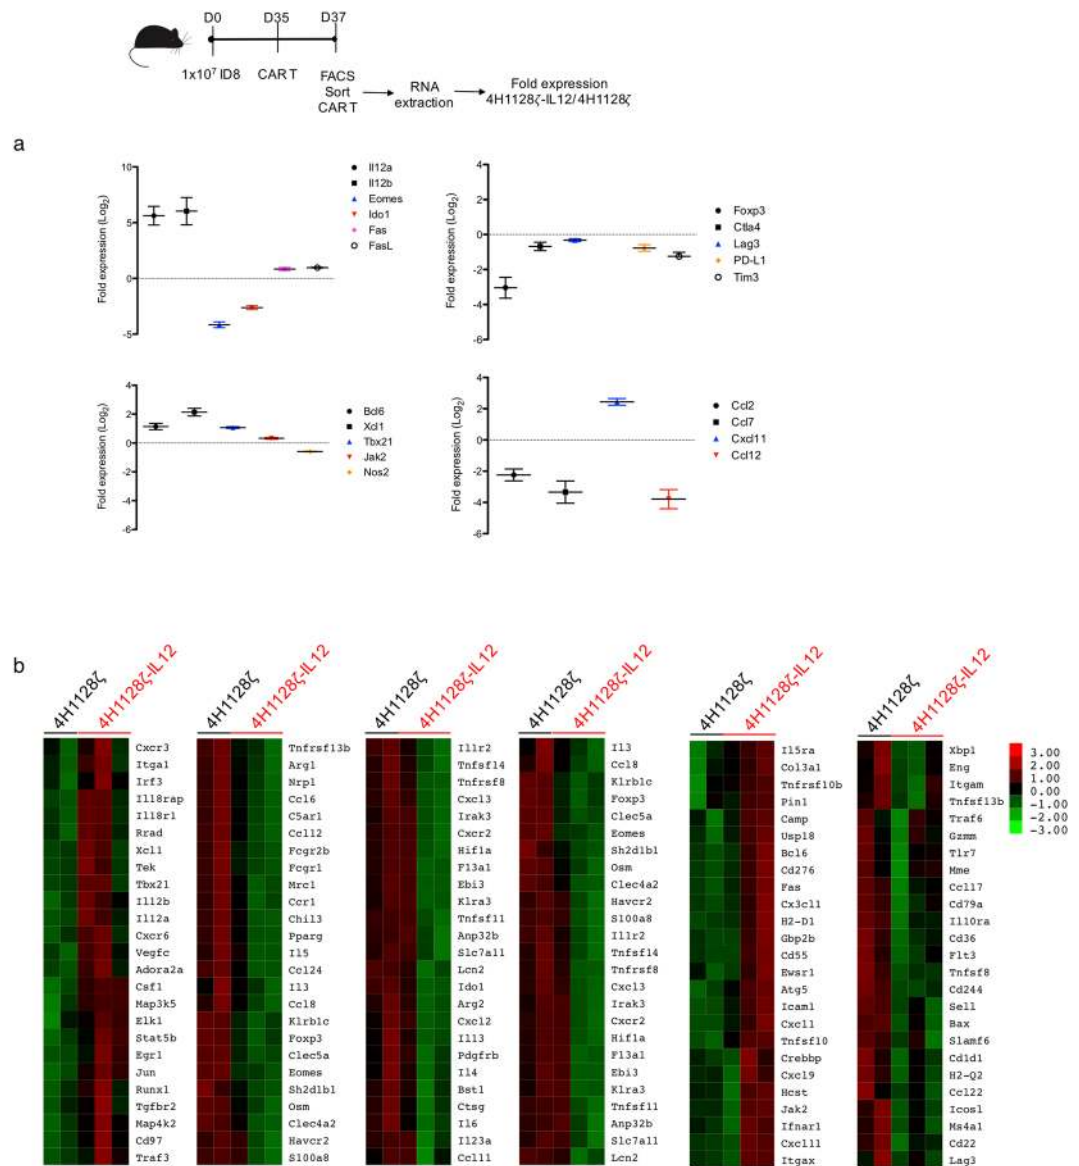 D0 D35 D37
1x10⁷ ID8 CART FACS
Sort
CART
RNA
extraction
Fold expression
4H1128ζ-IL12/4H1128ζ
a
Fold expression (Log₂)
10
5
0
-5
Il12a
Il12b
Eomes
Ido1
Fas
FasL
Fold expression (Log₂)
4
2
0
-2
-4
-6
Foxp3
Ctla4
Lag3
PD-L1
Tim3
Fold expression (Log₂)
4
2
0
-2
-4
-6
Bcl6
Xcl1
Tbx21
Jak2
Nos2
Fold expression (Log₂)
4
2
0
-2
-4
-6
Ccl2
Ccl7
Cxcl11
Ccl12
b
4H1128ζ
4H1128ζ-IL12
Cxcr3
Itga1
Irf3
Il18rap
Il18r1
Rrad
Xcl1
Tek
Tbx21
Il12b
Il12a
Cxcr6
Vegfc
Adora2a
Csf1
Map3k5
Elk1
Stat5b
Egr1
Jun
Runx1
Tgfbr2
Map4k2
Cd97
Traf3
4H1128ζ
4H1128ζ-IL12
Tnfrsf13b
Arg1
Nrp1
Ccl6
C5ar1
Ccl12
Fcgr2b
Fcgr1
Mrc1
Ccr1
Chil3
Pparg
Il5
Ccl24
Il3
Ccl8
Klrb1c
Foxp3
Clec5a
Eomes
Sh2d1b1
Osm
Clec4a2
Havcr2
S100a8
4H1128ζ
4H1128ζ-IL12
Il1r2
Tnfsf14
Tnfrsf8
Cxcl3
Irak3
Cxcr2
Hif1a
F13a1
Ebi3
Klra3
Tnfsf11
Anp32b
Slc7a11
Lcn2
Ido1
Arg2
Cxcl2
Il13
Pdgfrb
Il4
Bst1
Ctsg
Il6
Il23a
Ccl11
4H1128ζ
4H1128ζ-IL12
Il3
Ccl8
Klrb1c
Foxp3
Clec5a
Eomes
Sh2d1b1
Osm
Clec4a2
Havcr2
S100a8
Il1r2
Tnfsf14
Tnfrsf8
Cxcl3
Irak3
Cxcr2
Hif1a
F13a1
Ebi3
Klra3
Tnfsf11
Anp32b
Slc7a11
Lcn2
4H1128ζ
4H1128ζ-IL12
Il15ra
Col3a1
Tnfrsf10b
Pin1
Camp
Usp18
Bcl6
Cd276
Fas
Cx3cl1
H2-D1
Gbp2b
Cd55
Ewsr1
Atg5
Icam1
Cxcl1
Tnfsf10
Crebbp
Cxcl9
Hcst
Jak2
Ifnar1
Cxcl11
Itgax
4H1128ζ
4H1128ζ-IL12
Xbp1
Eng
Itgam
Tnfsf13b
Traf6
Gzmm
Tlr7
Mme
Ccl17
Cd79a
Il10ra
Cd36
Flt3
Tnfsf8
Cd244
Sell
Bax
Slamf6
Cd1d1
H2-Q2
Ccl22
Icosl
Ms4a1
Cd22
Lag3
3.00
2.00
1.00
0.00
-1.00
-2.00
-3.00